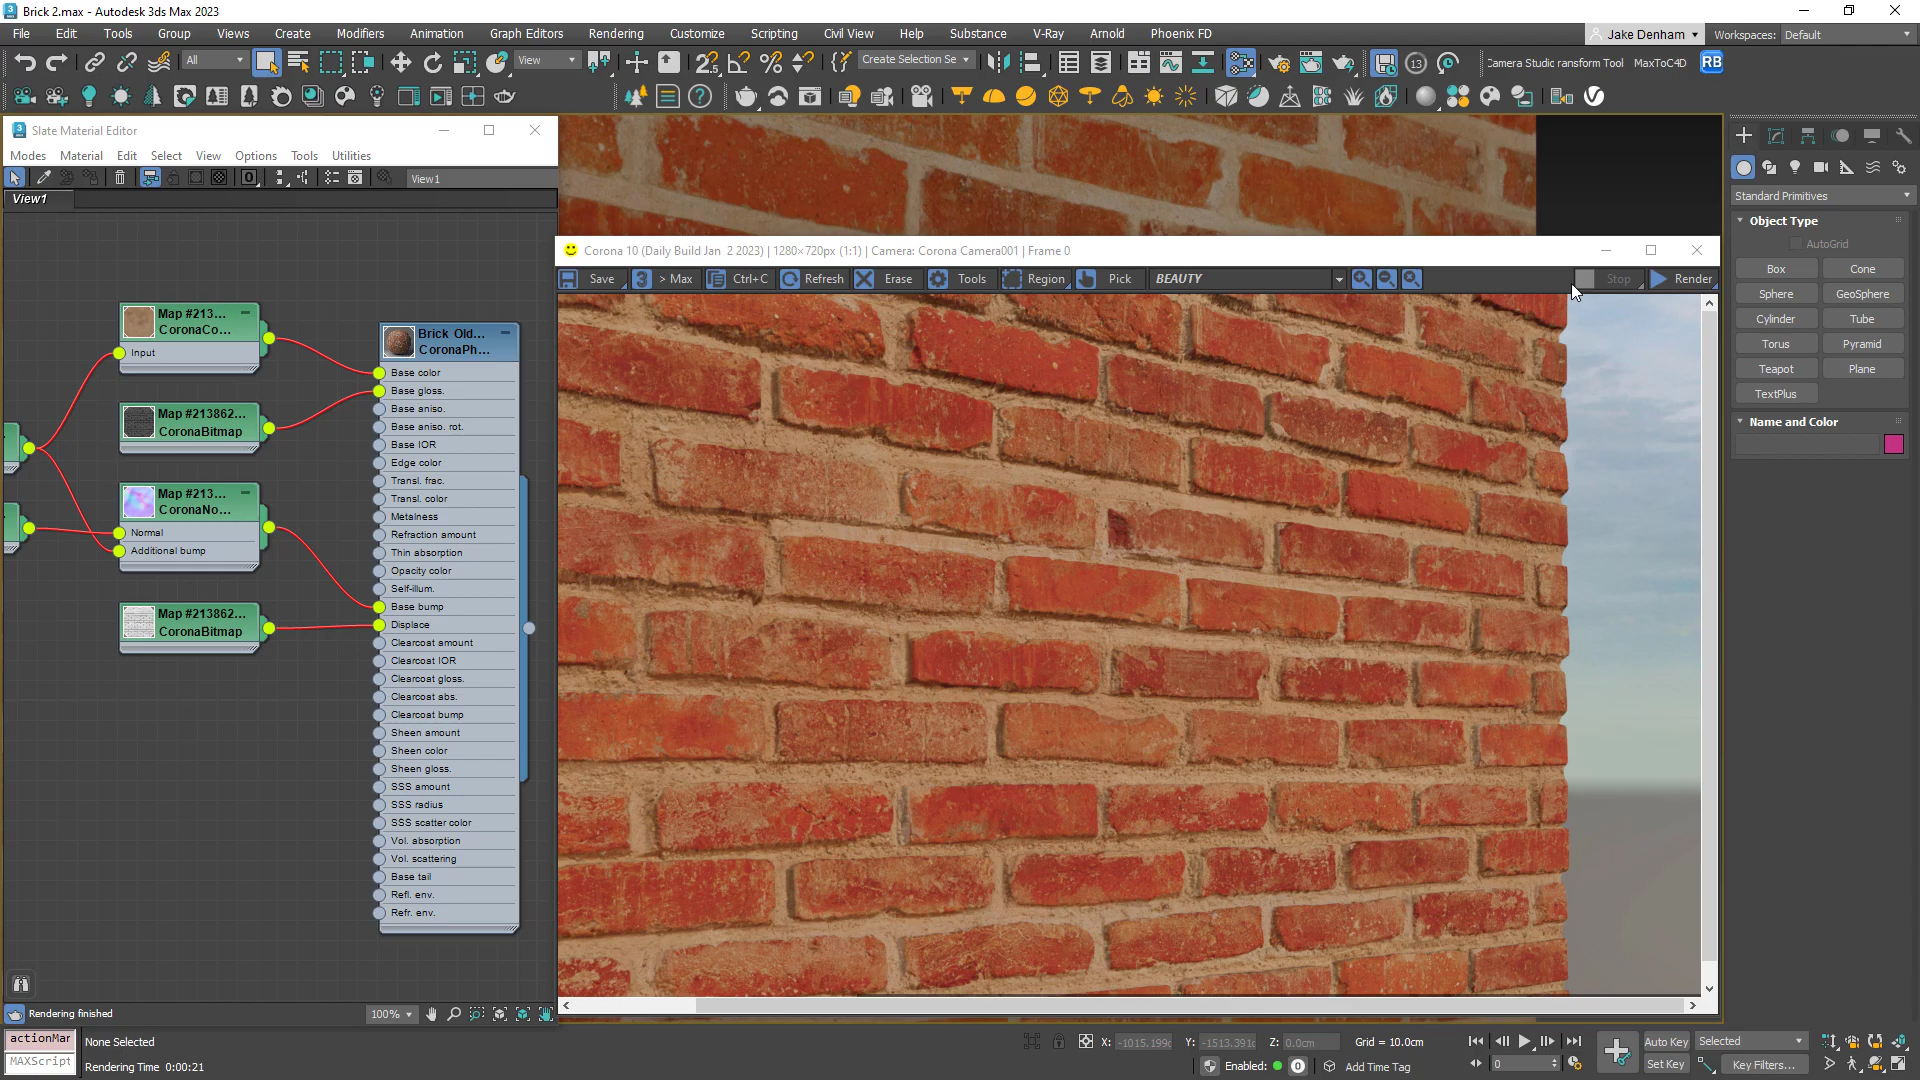 Brick 2.max - Autodesk 3ds Max 2023
File Edit Tools Group Views Create Modifiers Animation Graph Editors Rendering Customize Scripting Civil View Help Substance V-Ray Arnold Phoenix FD
Jake Denham Workspaces: Default
All View Create Selection Se 13 Camera Studio ransform Tool MaxToC4D RB
Slate Material Editor
Modes Material Edit Select View Options Tools Utilities
View1
View1
Map #213...
CoronaCo...
Input
Map #213862...
CoronaBitmap
Map #213...
CoronaNo...
Normal
Additional bump
Map #213862...
CoronaBitmap
Brick Old...
CoronaPh...
Base color
Base gloss.
Base aniso.
Base aniso. rot.
Base IOR
Edge color
Transl. frac.
Transl. color
Metalness
Refraction amount
Thin absorption
Opacity color
Self-illum.
Base bump
Displace
Clearcoat amount
Clearcoat IOR
Clearcoat gloss.
Clearcoat abs.
Clearcoat bump
Sheen amount
Sheen color
Sheen gloss.
SSS amount
SSS radius
SSS scatter color
Vol. absorption
Vol. scattering
Base tail
Refl. env.
Refr. env.
Rendering finished
100%
Corona 10 (Daily Build Jan 2 2023) | 1280×720px (1:1) | Camera: Corona Camera001 | Frame 0
Save 3 > Max Ctrl+C Refresh Erase Tools Region Pick BEAUTY Stop Render
Standard Primitives
Object Type
AutoGrid
Box Cone
Sphere GeoSphere
Cylinder Tube
Torus Pyramid
Teapot Plane
TextPlus
Name and Color
actionMar
MAXScript
None Selected
Rendering Time 0:00:21
X: -1015.199c Y: -1513.391c Z: 0.0cm Grid = 10.0cm
Enabled: 0 Add Time Tag
0
Auto Key Selected
Set Key Key Filters...